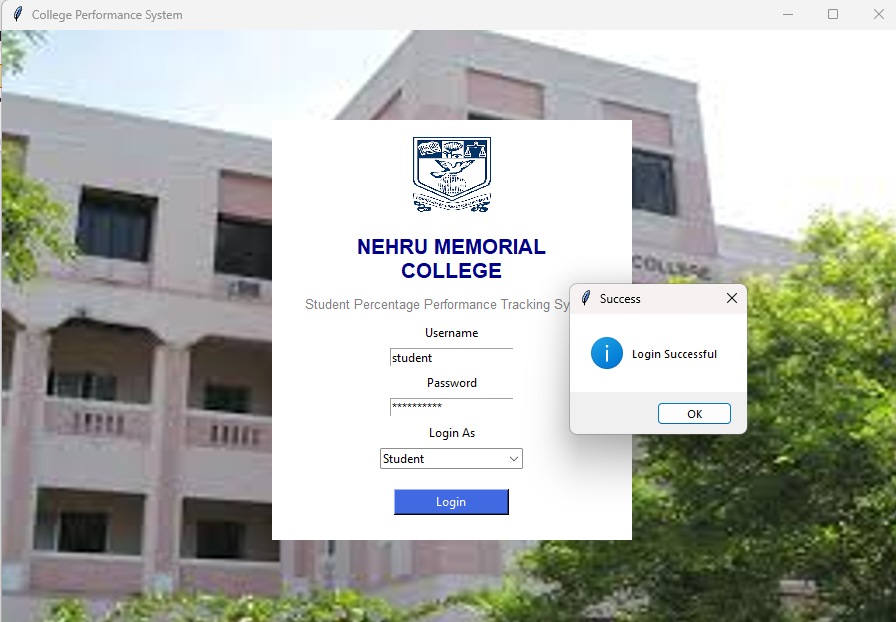 College Performance System
COLLEGE
NEHRU MEMORIAL
COLLEGE
Student Percentage Performance Tracking Sy
Username
student
Password
**********
Login As
Student
Login
Success
Login Successful
OK